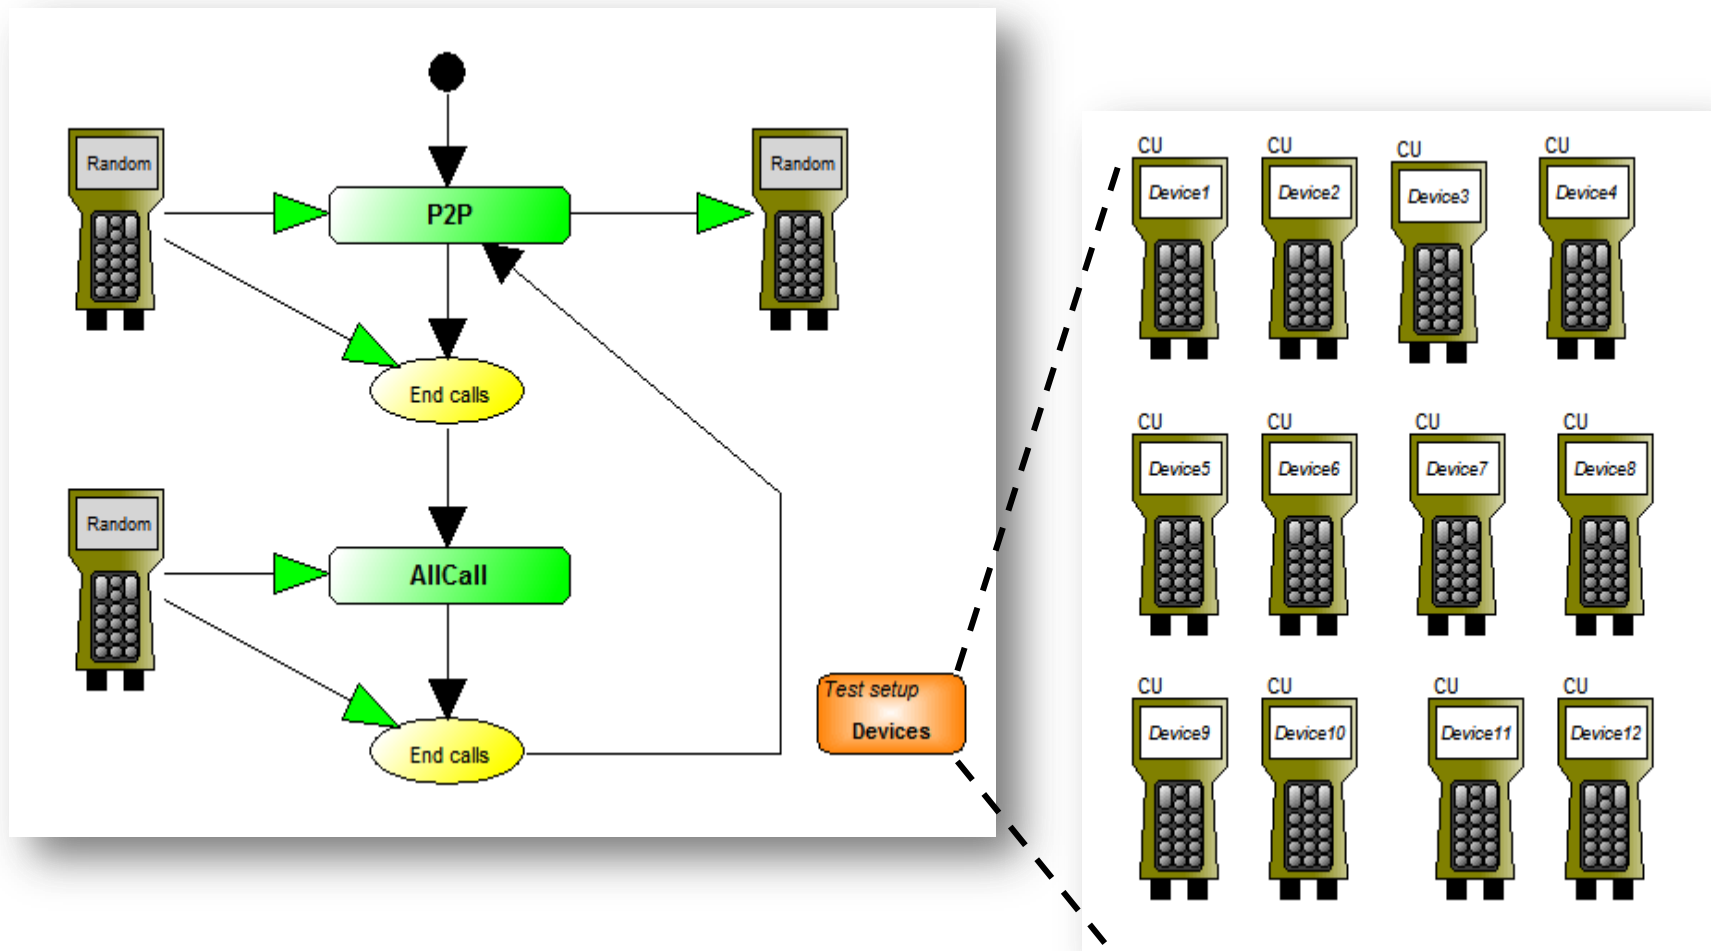 Random
Random
P2P
End calls
Random
AllCall
End calls
Test setup
Devices
CU
CU
CU
CU
Device1
Device2
Device3
Device4
CU
CU
CU
CU
Device5
Device6
Device7
Device8
CU
CU
CU
CU
Device9
Device10
Device11
Device12